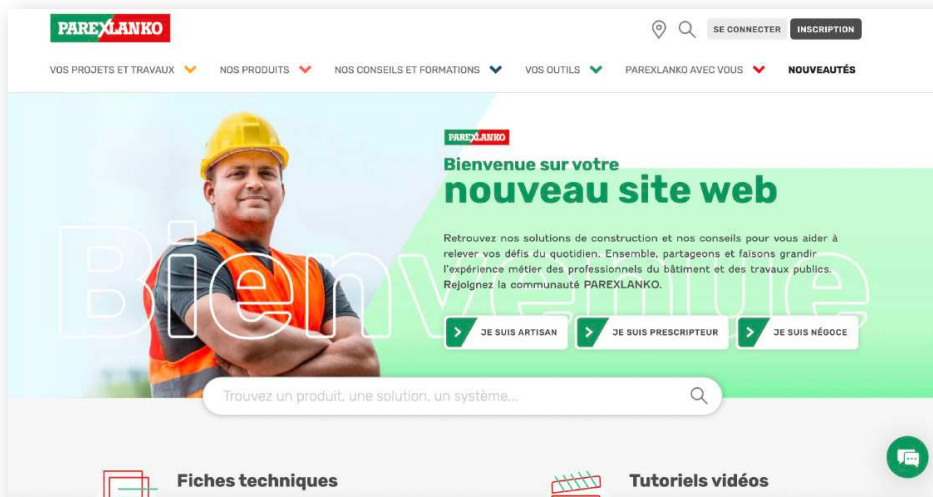 PAREXLANKO
SE CONNECTER
INSCRIPTION
VOS PROJETS ET TRAVAUX
NOS PRODUITS
NOS CONSEILS ET FORMATIONS
VOS OUTILS
PAREXLANKO AVEC VOUS
NOUVEAUTÉS
Bienvenue
PAREXLANKO
Bienvenue sur votre
nouveau site web
Retrouvez nos solutions de construction et nos conseils pour vous aider à
relever vos défis du quotidien. Ensemble, partageons et faisons grandir
l'expérience métier des professionnels du bâtiment et des travaux publics.
Rejoignez la communauté PAREXLANKO.
JE SUIS ARTISAN
JE SUIS PRESCRIPTEUR
JE SUIS NÉGOCE
Trouvez un produit, une solution, un système...
Fiches techniques
Tutoriels vidéos